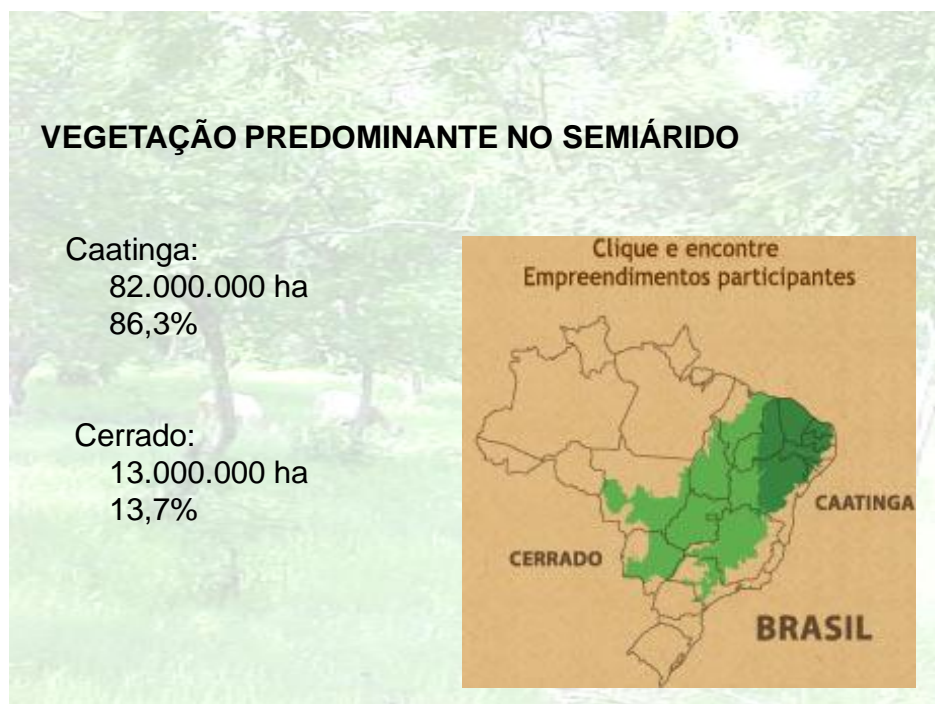 VEGETAÇÃO PREDOMINANTE NO SEMIÁRIDO
Caatinga:
82.000.000 ha
86,3%
Cerrado:
13.000.000 ha
13,7%
Clique e encontre
Empreendimentos participantes
CAATINGA
CERRADO
BRASIL